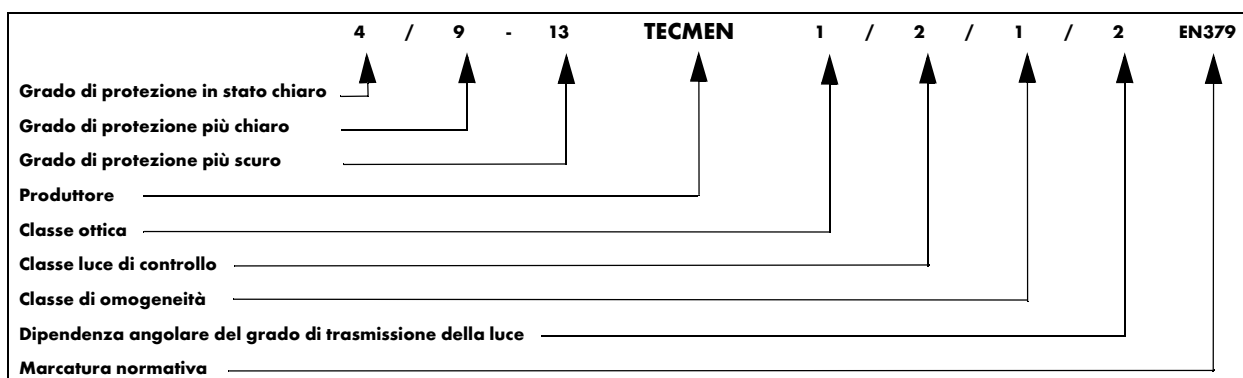 4 / 9 - 13 TECMEN 1 / 2 / 1 / 2 EN379
Grado di protezione in stato chiaro
Grado di protezione più chiaro
Grado di protezione più scuro
Produttore
Classe ottica
Classe luce di controllo
Classe di omogeneità
Dipendenza angolare del grado di trasmissione della luce
Marcatura normativa